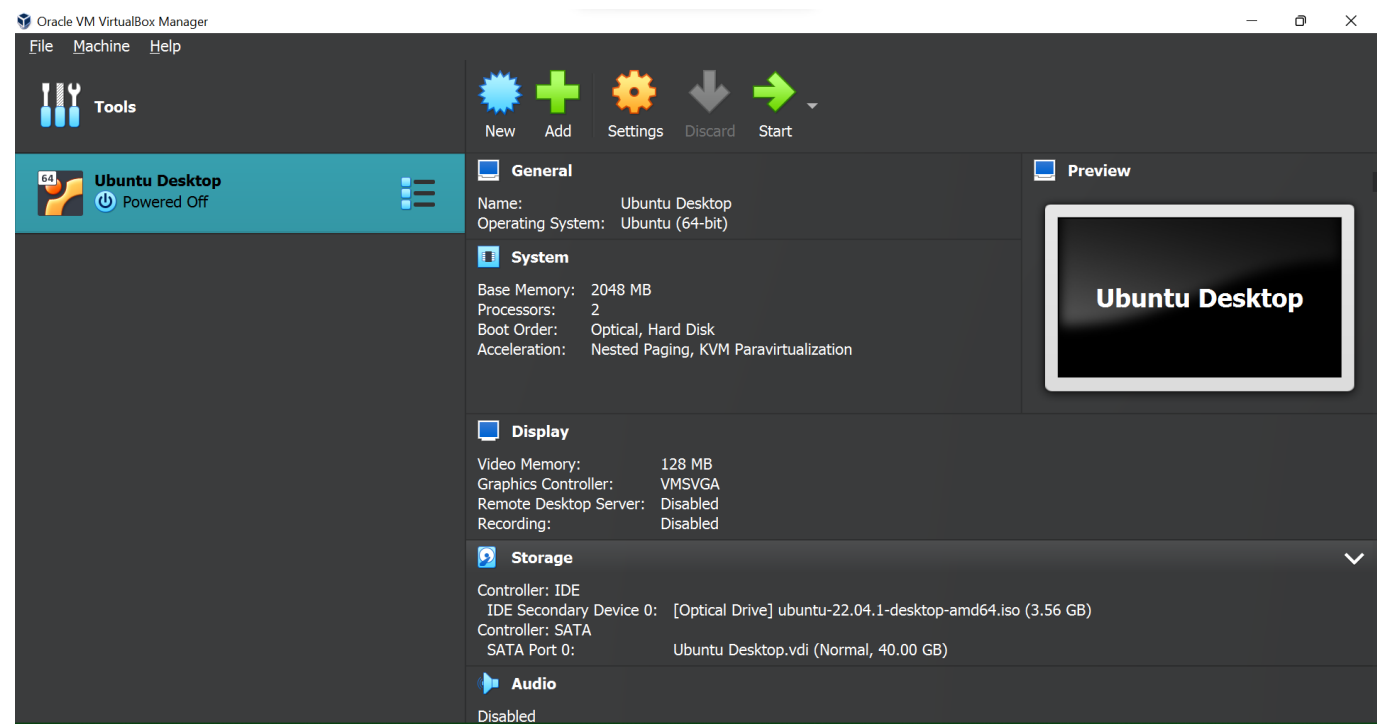 Oracle VM VirtualBox Manager
File Machine Help
Tools
New Add Settings Discard Start
64
Ubuntu Desktop
Powered Off
General
Name: Ubuntu Desktop
Operating System: Ubuntu (64-bit)
Preview
Ubuntu Desktop
System
Base Memory: 2048 MB
Processors: 2
Boot Order: Optical, Hard Disk
Acceleration: Nested Paging, KVM Paravirtualization
Display
Video Memory: 128 MB
Graphics Controller: VMSVGA
Remote Desktop Server: Disabled
Recording: Disabled
Storage
Controller: IDE
IDE Secondary Device 0: [Optical Drive] ubuntu-22.04.1-desktop-amd64.iso (3.56 GB)
Controller: SATA
SATA Port 0: Ubuntu Desktop.vdi (Normal, 40.00 GB)
Audio
Disabled